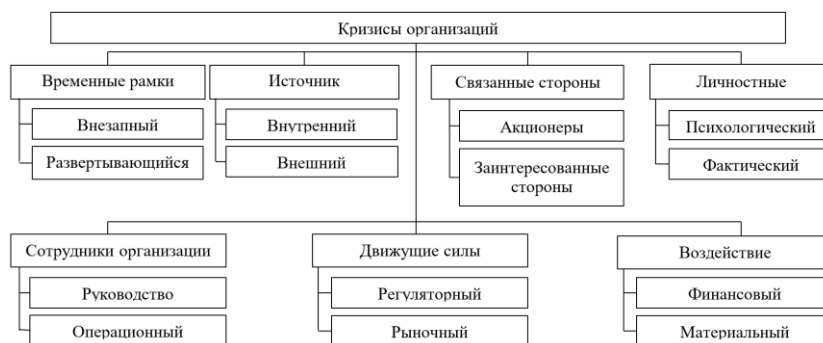 Кризисы организаций
Временные рамки
Источник
Связанные стороны
Личностные
Внезапный
Внутренний
Акционеры
Психологический
Развертывающийся
Внешний
Заинтересованные
стороны
Фактический
Сотрудники организации
Движущие силы
Воздействие
Руководство
Регуляторный
Финансовый
Операционный
Рыночный
Материальный